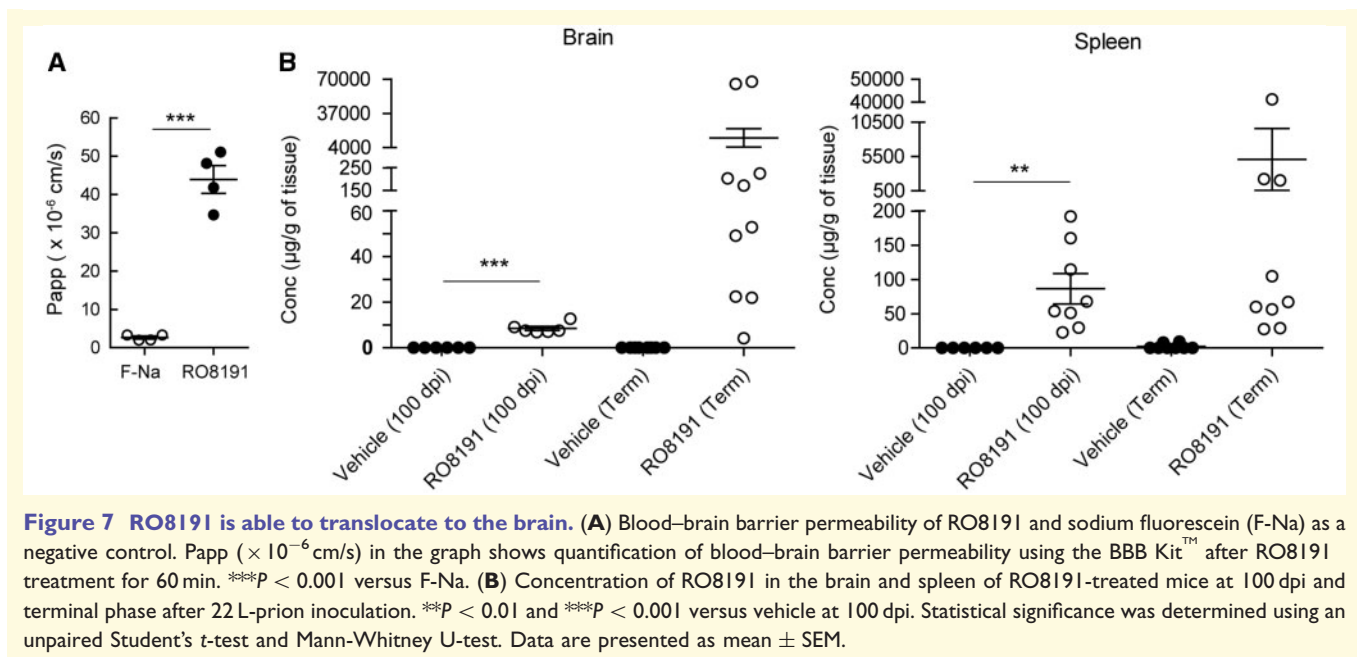 A
Papp ( x 10-6 cm/s)
60
50
40
30
20
10
0
***
F-Na
RO8191
B
Brain
Conc (µg/g of tissue)
70000
37000
4000
250
150
60
40
20
0
***
Vehicle (100 dpi)
RO8191 (100 dpi)
Vehicle (Term)
RO8191 (Term)
Spleen
Conc (µg/g of tissue)
50000
40000
10500
5500
500
200
150
100
50
0
**
Vehicle (100 dpi)
RO8191 (100 dpi)
Vehicle (Term)
RO8191 (Term)
Figure 7 RO8191 is able to translocate to the brain. (A) Blood–brain barrier permeability of RO8191 and sodium fluorescein (F-Na) as a
negative control. Papp (× 10−6 cm/s) in the graph shows quantification of blood–brain barrier permeability using the BBB Kit™ after RO8191
treatment for 60 min. ***P < 0.001 versus F-Na. (B) Concentration of RO8191 in the brain and spleen of RO8191-treated mice at 100 dpi and
terminal phase after 22 L-prion inoculation. **P < 0.01 and ***P < 0.001 versus vehicle at 100 dpi. Statistical significance was determined using an
unpaired Student's t-test and Mann-Whitney U-test. Data are presented as mean ± SEM.